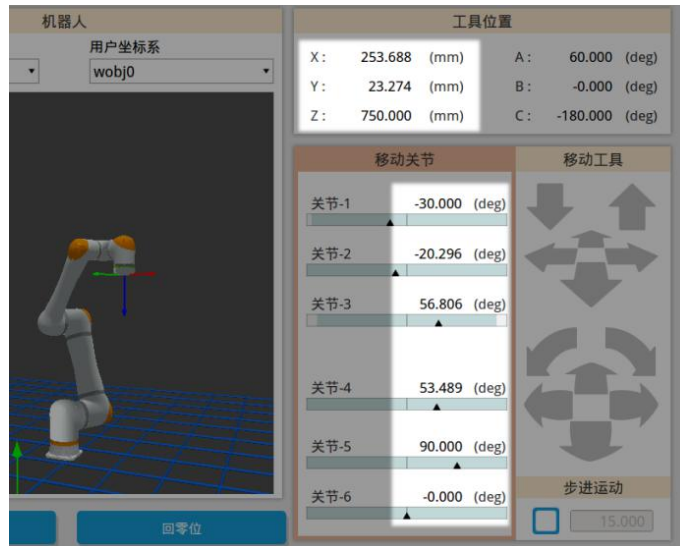 机器人
用户坐标系
wobj0
回零位
工具位置
X: 253.688 (mm) A: 60.000 (deg)
Y: 23.274 (mm) B: -0.000 (deg)
Z: 750.000 (mm) C: -180.000 (deg)
移动关节
关节-1 -30.000 (deg)
关节-2 -20.296 (deg)
关节-3 56.806 (deg)
关节-4 53.489 (deg)
关节-5 90.000 (deg)
关节-6 -0.000 (deg)
移动工具
步进运动
15.000